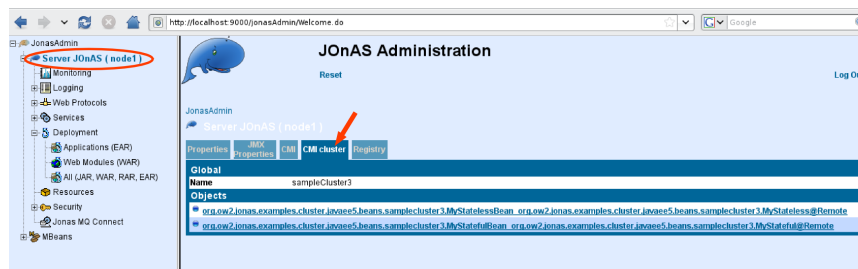 http://localhost:9000/jonasAdmin/Welcome.do
Google
JonasAdmin
Server JOnAS ( node1 )
Monitoring
Logging
Web Protocols
Services
Deployment
Applications (EAR)
Web Modules (WAR)
All (JAR, WAR, RAR, EAR)
Resources
Security
Jonas MQ Connect
MBeans
JOnAS Administration
Reset
Log O
JonasAdmin
Server JOnAS ( node1 )
Properties JMX Properties CMI CMI cluster Registry
Global
Name sampleCluster3
Objects
org.ow2.jonas.examples.cluster.javaee5.beans.samplecluster3.MyStatelessBean_org.ow2.jonas.examples.cluster.javaee5.beans.samplecluster3.MyStateless@Remote
org.ow2.jonas.examples.cluster.javaee5.beans.samplecluster3.MyStatefulBean_org.ow2.jonas.examples.cluster.javaee5.beans.samplecluster3.MyStateful@Remote